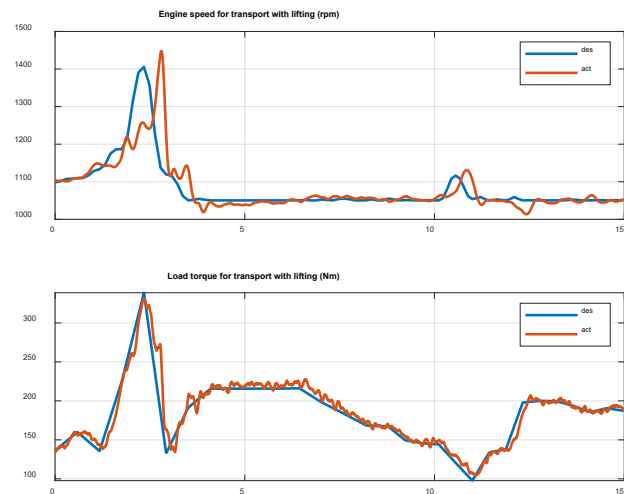 Engine speed for transport with lifting (rpm)
1500
des
act
1400
1300
1200
1100
1000
0 5 10 15
Load torque for transport with lifting (Nm)
des
act
300
250
200
150
100
0 5 10 15